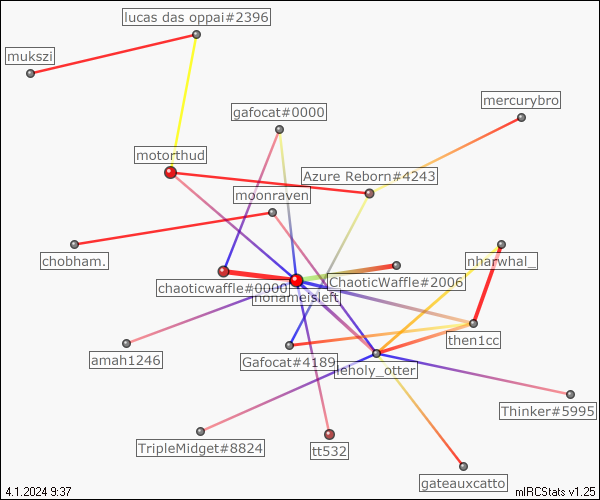 lucas das oppai#2396
mukszi
mercurybro
gafocat#0000
motorthud
Azure Reborn#4243
moonraven
chobham.
nharwhal_
ChaoticWaffle#2006
chaoticwaffle#0000
nonameisleft
then1cc
amah1246
Gafocat#4189
leholy_otter
Thinker#5995
TripleMidget#8824
tt532
gateauxcatto
4.1.2024 9:37
mIRCStats v1.25